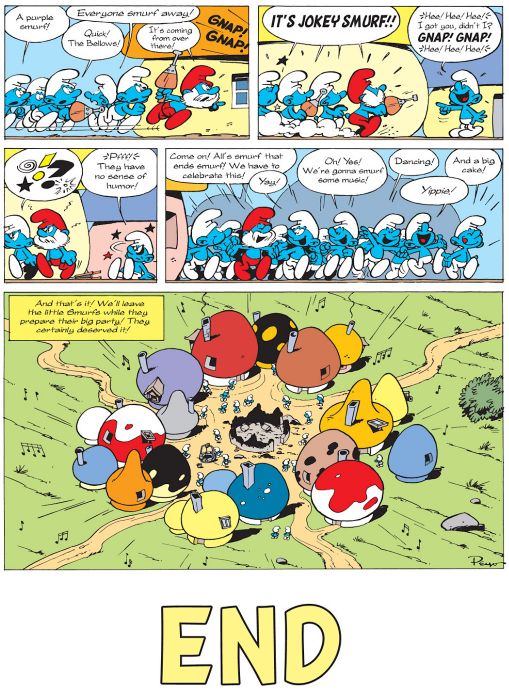 A purple
smurf!
Everyone smurf away!
Quick!
The Bellows!
It's coming
from over
there!
GNAP!
GNAP!
IT'S JOKEY SMURF!!
Hee! Hee! Hee!
I got you, didn't I?
GNAP! GNAP!
Hee! Hee! Hee!
Pfff!
They have
no sense of
humor!
Come on! All's smurf that
ends smurf! We have to
celebrate this!
Yay!
Oh! Yes!
We're gonna smurf
some music!
Dancing!
Yippie!
And a big
cake!
And that's it! We'll leave
the little Smurfs while they
prepare their big party! They
certainly deserved it!
Peyo
END